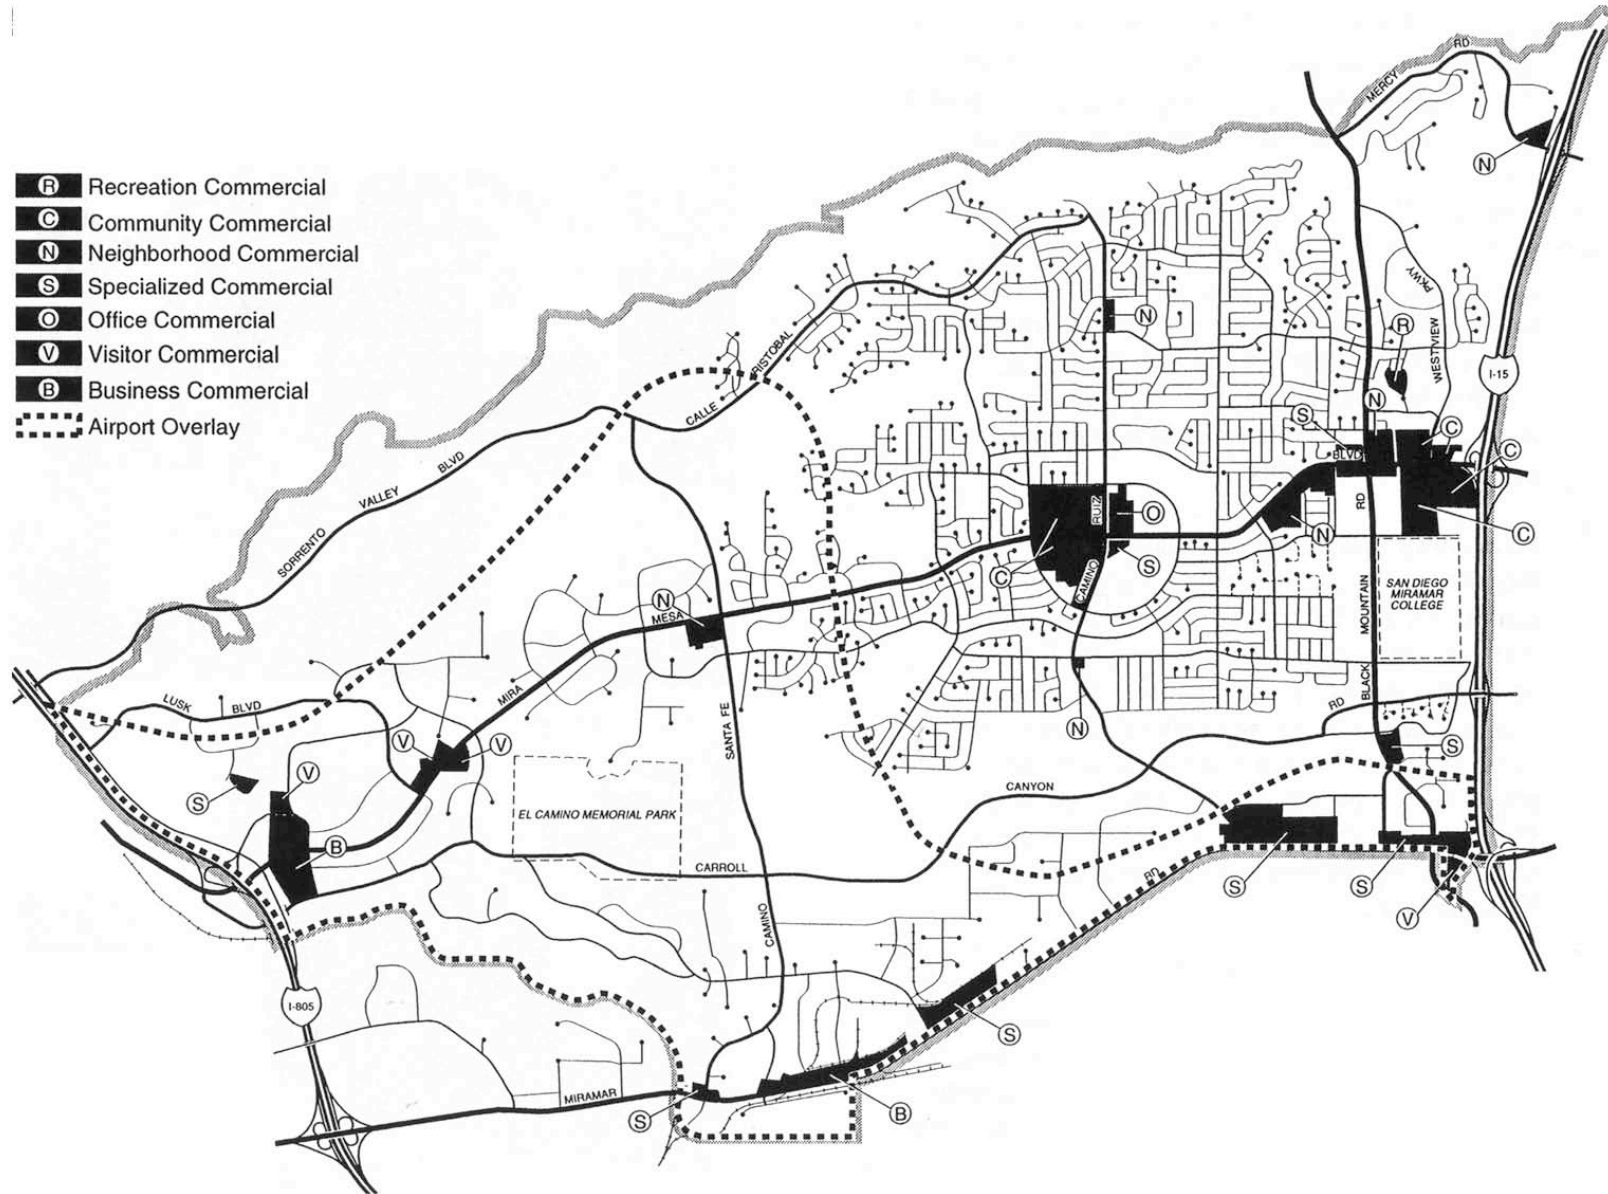 MERCY RD
N
R Recreation Commercial
C Community Commercial
N Neighborhood Commercial
S Specialized Commercial
O Office Commercial
V Visitor Commercial
B Business Commercial
Airport Overlay
PKWY
WESTVIEW
N
R
I-15
RISTOBAL
CALLE
N
S
C
C
BLVD
BLVD
VALLEY
SORRENTO
RUIZ
O
RD
N
C
S
C
CAMINO
SAN DIEGO
MIRAMAR
COLLEGE
N
MESA
MOUNTAIN
BLACK
LUSK BLVD
MIRA
SANTA FE
N
RD
S
V
V
V
S
CANYON
EL CAMINO MEMORIAL PARK
B
CARROLL
RD
S
S
V
CAMINO
I-805
S
MIRAMAR
S
B